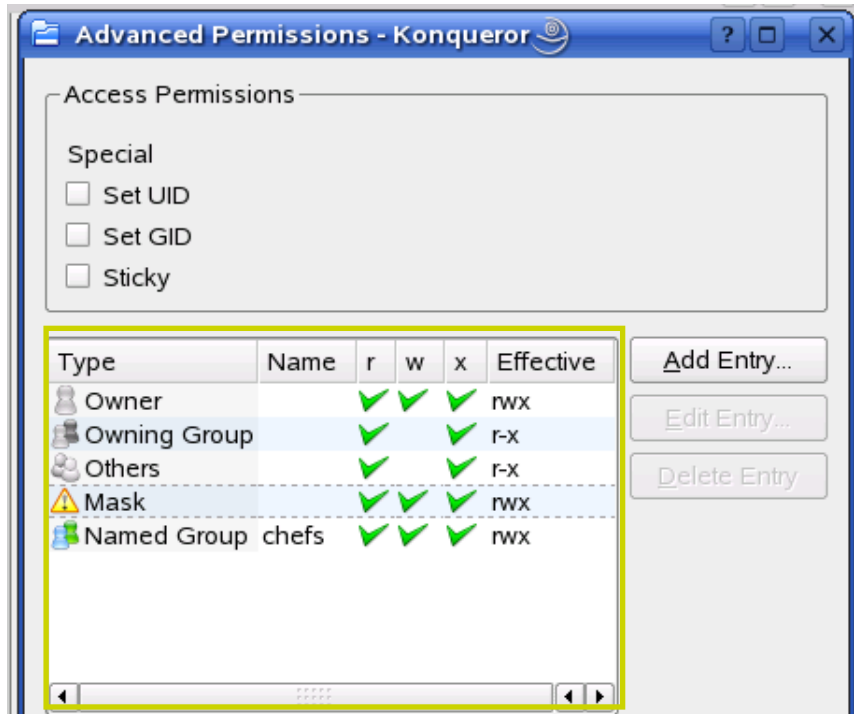 Advanced Permissions - Konqueror
Access Permissions
Special
Set UID
Set GID
Sticky
Type Name r w x Effective
Owner rwx
Owning Group r-x
Others r-x
Mask rwx
Named Group chefs rwx
Add Entry...
Edit Entry...
Delete Entry